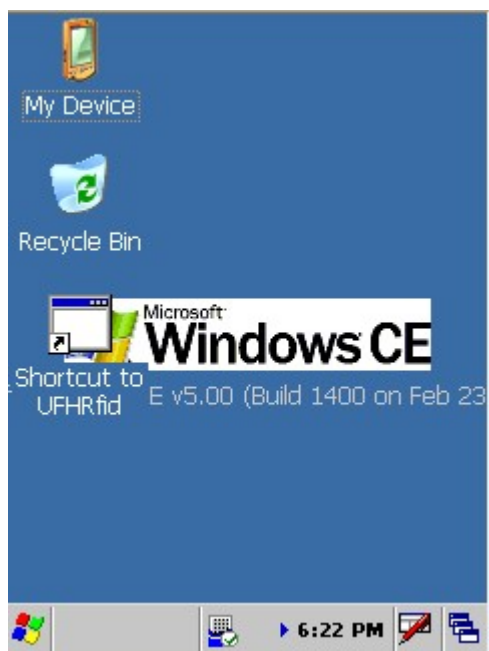 My Device
Recycle Bin
Microsoft
Windows CE
Shortcut to
UFHRfid
E v5.00 (Build 1400 on Feb 23
6:22 PM